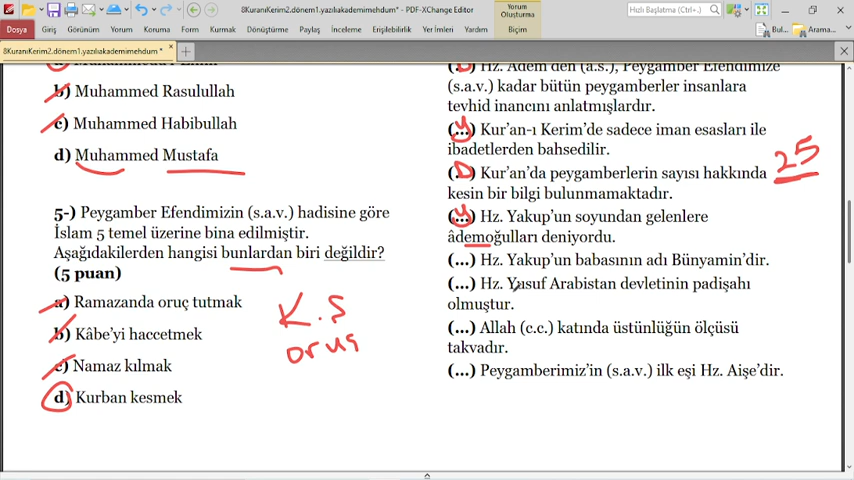 8KuranıKerim2.dönem1.yazılıakademimehdum* - PDF-XChange Editor
Yorum
Oluşturma
Hızlı Başlatma (Ctrl+.)
Dosya
Giriş
Görünüm
Yorum
Kumruk
Dönüştürme
Paylaş
İnceleme
Erişilebilirlik
Yer İmleri
Yardım
Biçim
Bul...
Arama...
8KuranıKerim2.dönem1.yazılıakademimehdum *
b) Muhammed Rasulullah
c) Muhammed Habibullah
d) Muhammed Mustafa
5-) Peygamber Efendimizin (s.a.v.) hadisine göre
İslam 5 temel üzerine bina edilmiştir.
Aşağıdakilerden hangisi bunlardan biri değildir?
(5 puan)
a) Ramazanda oruç tutmak
b) Kâbe'yi haccetmek
c) Namaz kılmak
d) Kurban kesmek
K.Ş
oruç
(D) Hz. Âdem'den (a.s.), Peygamber Efendimize
(s.a.v.) kadar bütün peygamberler insanlara
tevhid inancını anlatmışlardır.
(Y) Kur'an-ı Kerim'de sadece iman esasları ile
ibadetlerden bahsedilir.
(D) Kur'an'da peygamberlerin sayısı hakkında
kesin bir bilgi bulunmamaktadır.
25
(Y) Hz. Yakup'un soyundan gelenlere
âdemoğulları deniyordu.
(...) Hz. Yakup'un babasının adı Bünyamin'dir.
(...) Hz. Yusuf Arabistan devletinin padişahı
olmuştur.
(...) Allah (c.c.) katında üstünlüğün ölçüsü
takvadır.
(...) Peygamberimiz'in (s.a.v.) ilk eşi Hz. Aişe'dir.